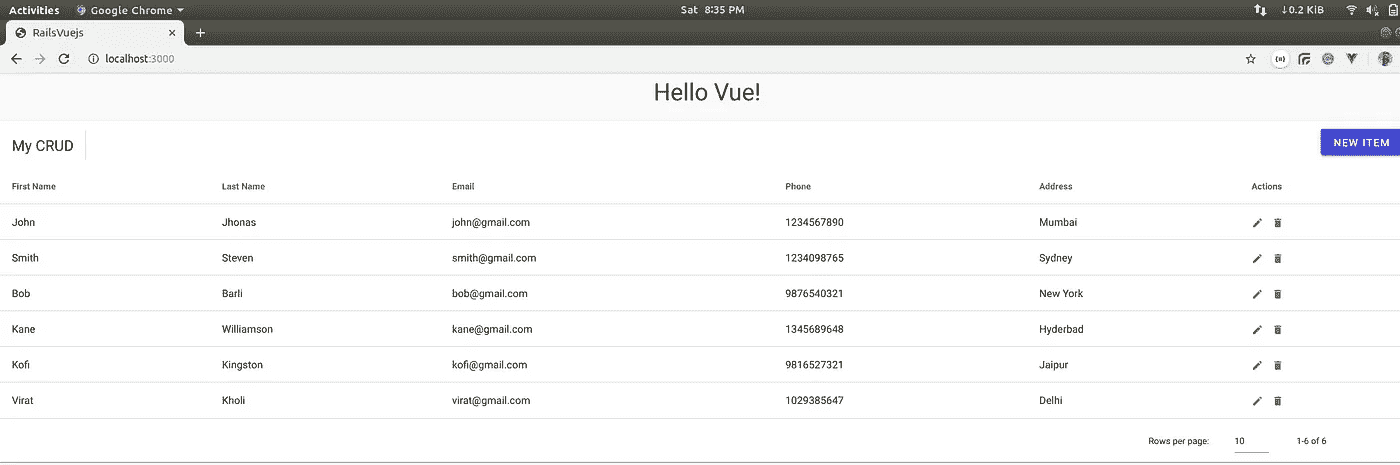 Activities Google Chrome Sat 8:35 PM ↓0.2 KiB
RailsVuejs
localhost:3000
Hello Vue!
My CRUD NEW ITEM
First Name Last Name Email Phone Address Actions
John Jhonas john@gmail.com 1234567890 Mumbai
Smith Steven smith@gmail.com 1234098765 Sydney
Bob Barli bob@gmail.com 9876540321 New York
Kane Williamson kane@gmail.com 1345689648 Hyderbad
Kofi Kingston kofi@gmail.com 9816527321 Jaipur
Virat Kholi virat@gmail.com 1029385647 Delhi
Rows per page: 10 1-6 of 6